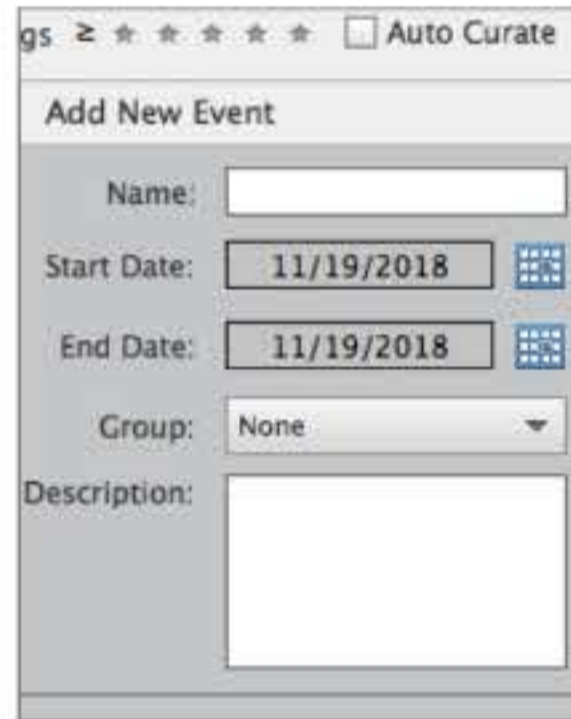 gs ≥ ★ ★ ★ ★ ★ Auto Curate
Add New Event
Name:
Start Date: 11/19/2018
End Date: 11/19/2018
Group: None
Description: